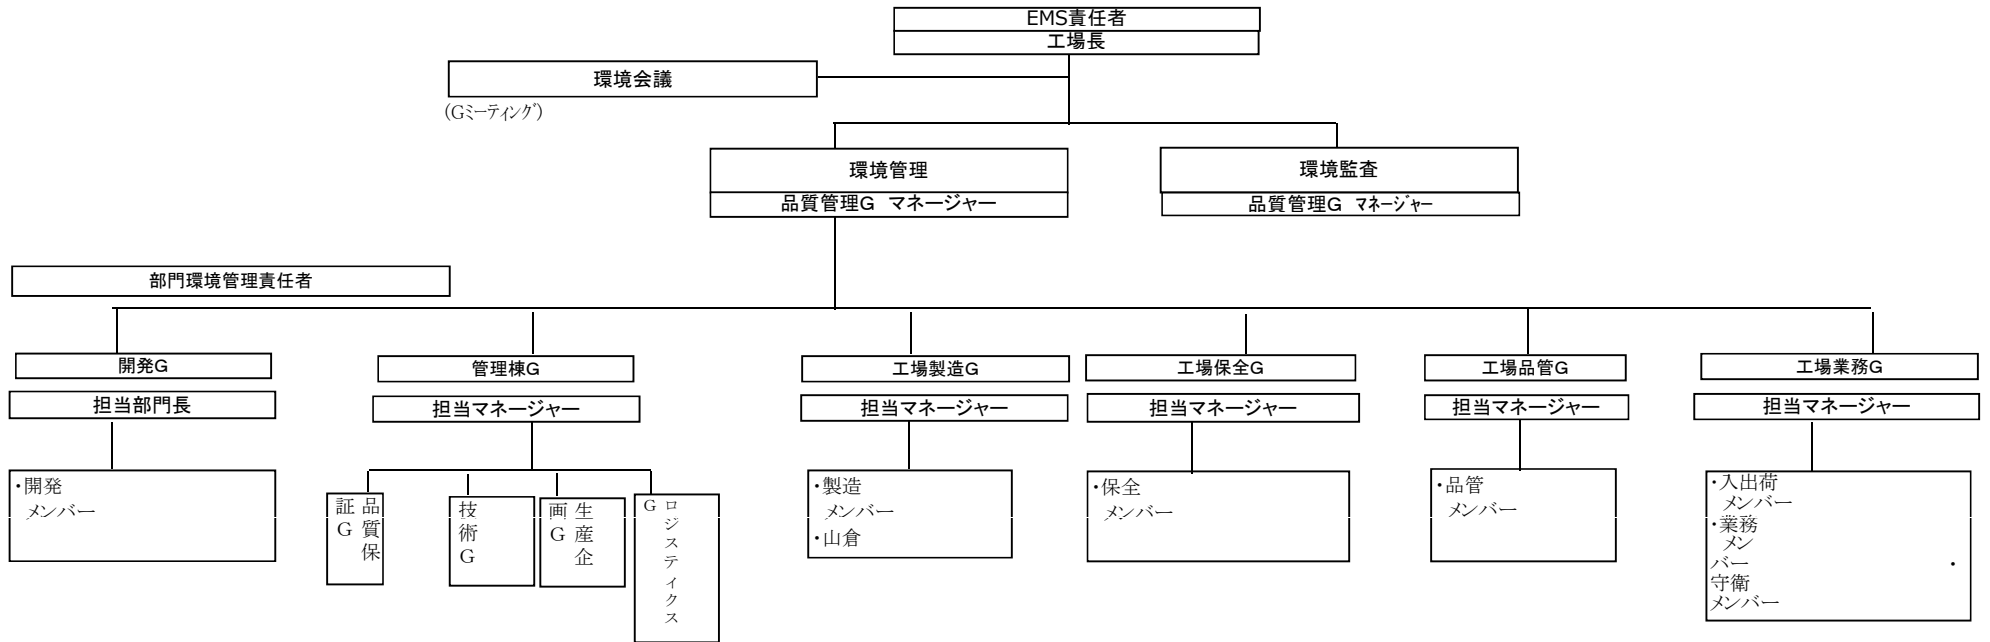 EMS責任者
工場長
環境会議
(Gミーティング)
環境管理
品質管理G マネージャー
環境監査
品質管理G マネージャー
部門環境管理責任者
開発G
担当部門長
・開発
メンバー
管理棟G
担当マネージャー
品質保
証G
技術G
生産企
画G
ロジスティクス
G
工場製造G
担当マネージャー
・製造
メンバー
・山倉
工場保全G
担当マネージャー
・保全
メンバー
工場品管G
担当マネージャー
・品管
メンバー
工場業務G
担当マネージャー
・入出荷
メンバー
・業務
メン
バー ・
守衛
メンバー